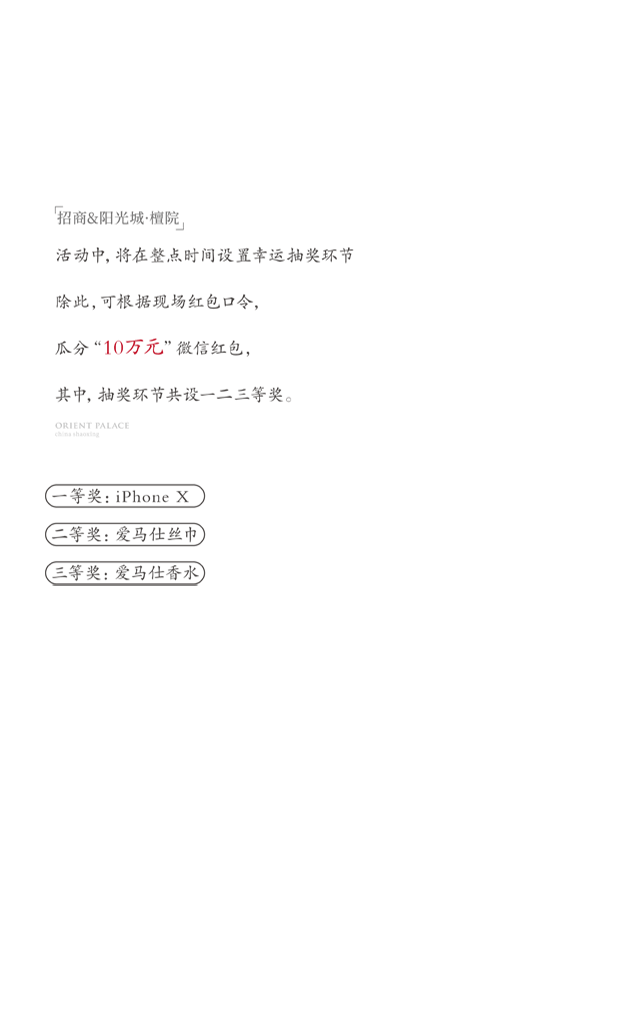 招商&阳光城·檀院
活动中,将在整点时间设置幸运抽奖环节
除此,可根据现场红包口令,
瓜分“10万元”微信红包,
其中,抽奖环节共设一二三等奖。
ORIENT PALACE
china·shaoxing
一等奖:iPhone X
二等奖:爱马仕丝巾
三等奖:爱马仕香水